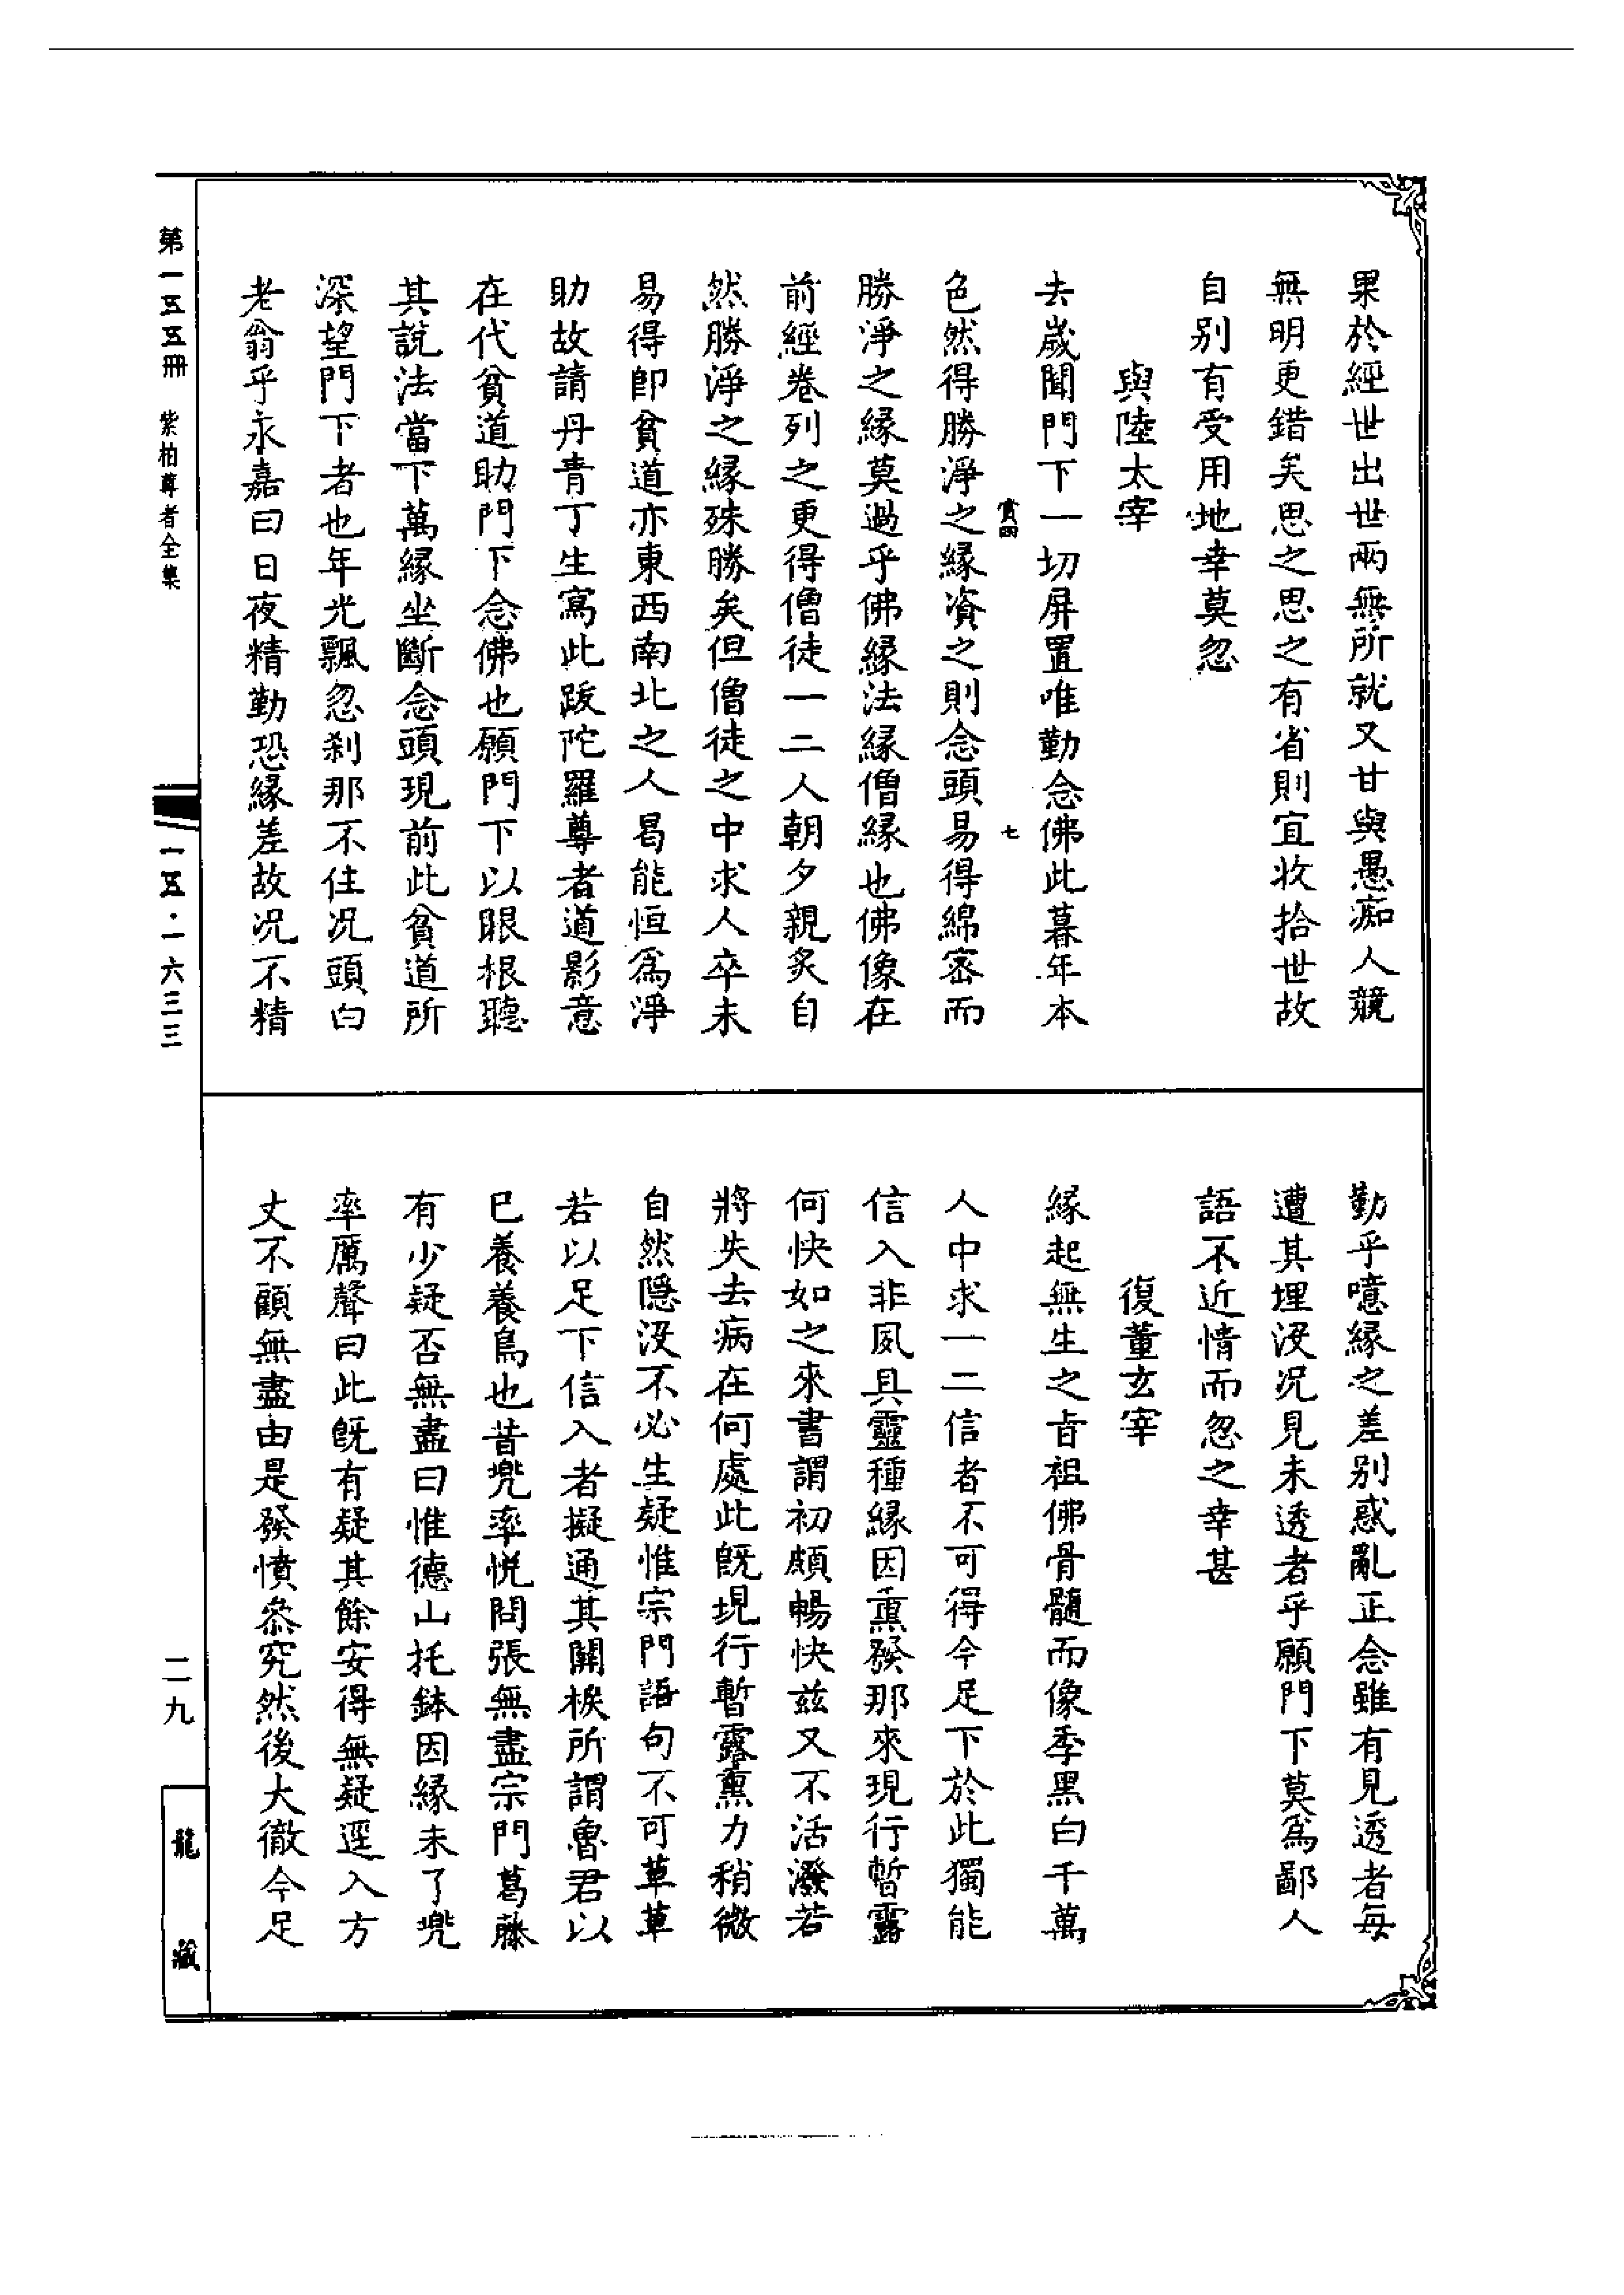 果於經世出世兩無所就又甘與愚痴人競
無明更錯矣思之思之有省則宜收拾世故
自别有受用地幸莫忽
與陸太宰
去歲聞門下一切屏置唯勤念佛此暮年本
賞四
七
色然得勝淨之緣資之則念頭易得綿密而
勝淨之緣莫過乎佛緣法緣僧緣也佛像在
前經卷列之更得僧徒一二人朝夕親炙自
然勝淨之緣殊勝矣但僧徒之中求人卒未
易得即貧道亦東西南北之人曷能恒爲淨
助故請丹青丁生寫此跋陀羅尊者道影意
在代貧道助門下念佛也願門下以眼根聽
其說法當下萬緣坐斷念頭現前此貧道所
深望門下者也年光飄忽刹那不住况頭白
老翁乎永嘉曰日夜精勤恐緣差故况不精
勤乎噫緣之差别惑亂正念雖有見透者每
遭其埋没况見未透者乎願門下莫爲鄙人
語不近情而忽之幸甚
復董玄宰
緣起無生之旨祖佛骨髓而像季黑白千萬
人中求一二信者不可得今足下於此獨能
信入非夙具靈種緣因熏發那來現行暫露
何快如之來書謂初頗暢快兹又不活潑若
將失去病在何處此既現行暫露熏力稍微
自然隱没不必生疑惟宗門語句不可草草
若以足下信入者擬通其關棙所謂魯君以
已養養鳥也昔兜率悅問張無盡宗門葛藤
有少疑否無盡曰惟德山托鉢因緣未了兜
率厲聲曰此既有疑其餘安得無疑逕入方
丈不顧無盡由是發憤叅究然後大徹今足
第一五五冊 紫柏尊者全集
一五五·一六三三
二九
龍藏